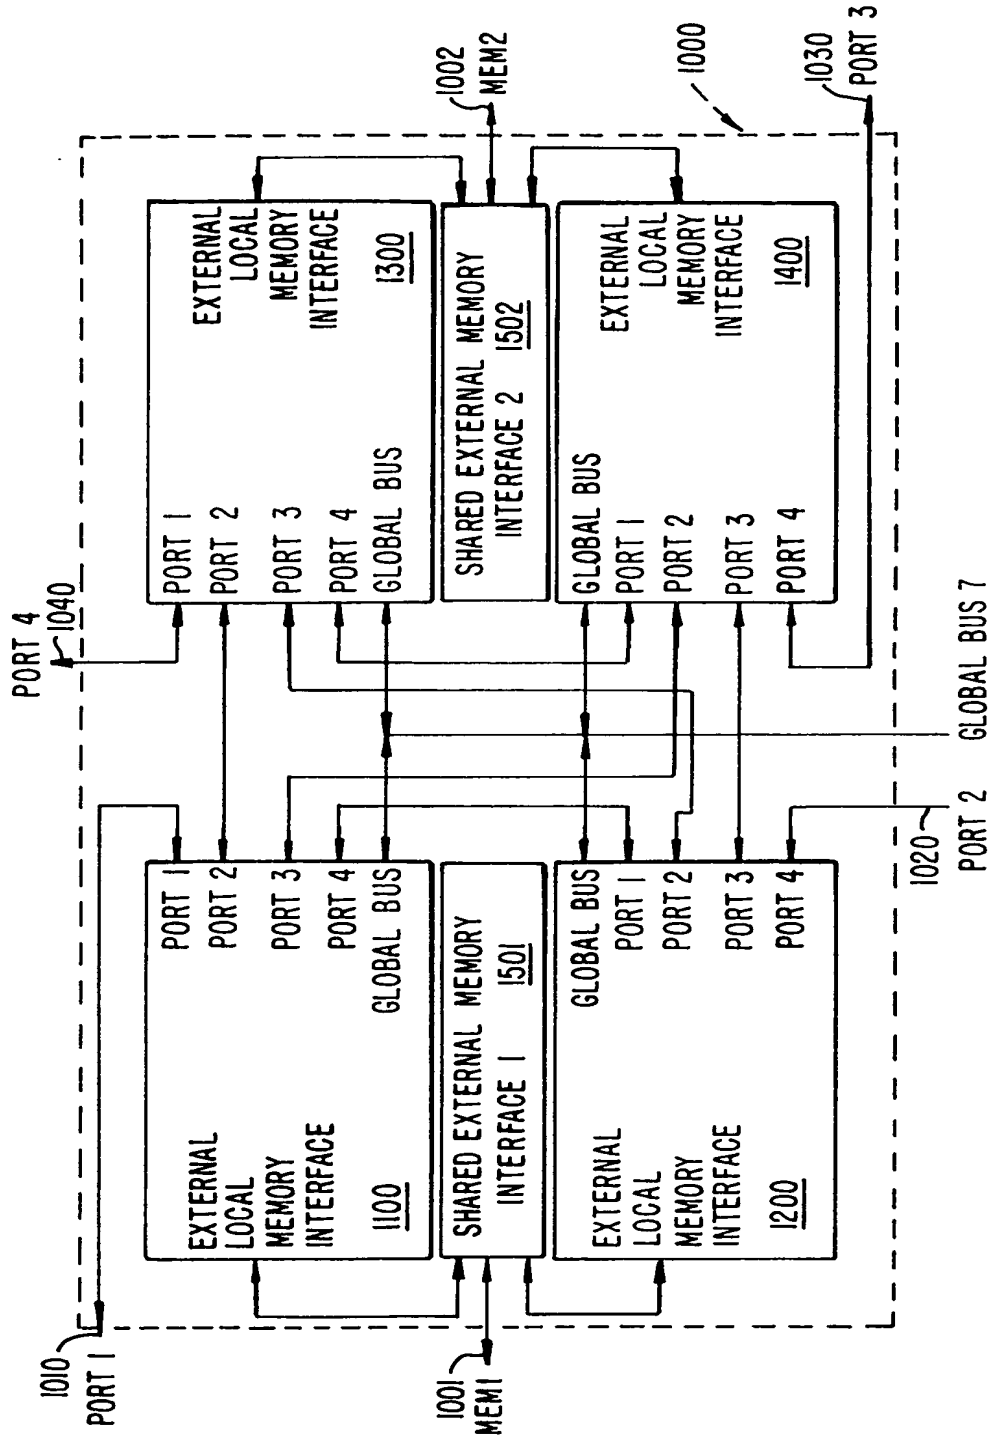 PORT 4
1040
1010
PORT 1
EXTERNAL
LOCAL
MEMORY
INTERFACE
1100
PORT 1
PORT 2
PORT 3
PORT 4
GLOBAL BUS
PORT 1
PORT 2
PORT 3
PORT 4
GLOBAL BUS
EXTERNAL
LOCAL
MEMORY
INTERFACE
1300
1001
MEM1
SHARED EXTERNAL MEMORY
INTERFACE 1 1501
SHARED EXTERNAL MEMORY
INTERFACE 2 1502
1002
MEM2
EXTERNAL
LOCAL
MEMORY
INTERFACE
1200
GLOBAL BUS
PORT 1
PORT 2
PORT 3
PORT 4
GLOBAL BUS
PORT 1
PORT 2
PORT 3
PORT 4
EXTERNAL
LOCAL
MEMORY
INTERFACE
1400
1000
1030
PORT 3
1020
PORT 2
GLOBAL BUS 7